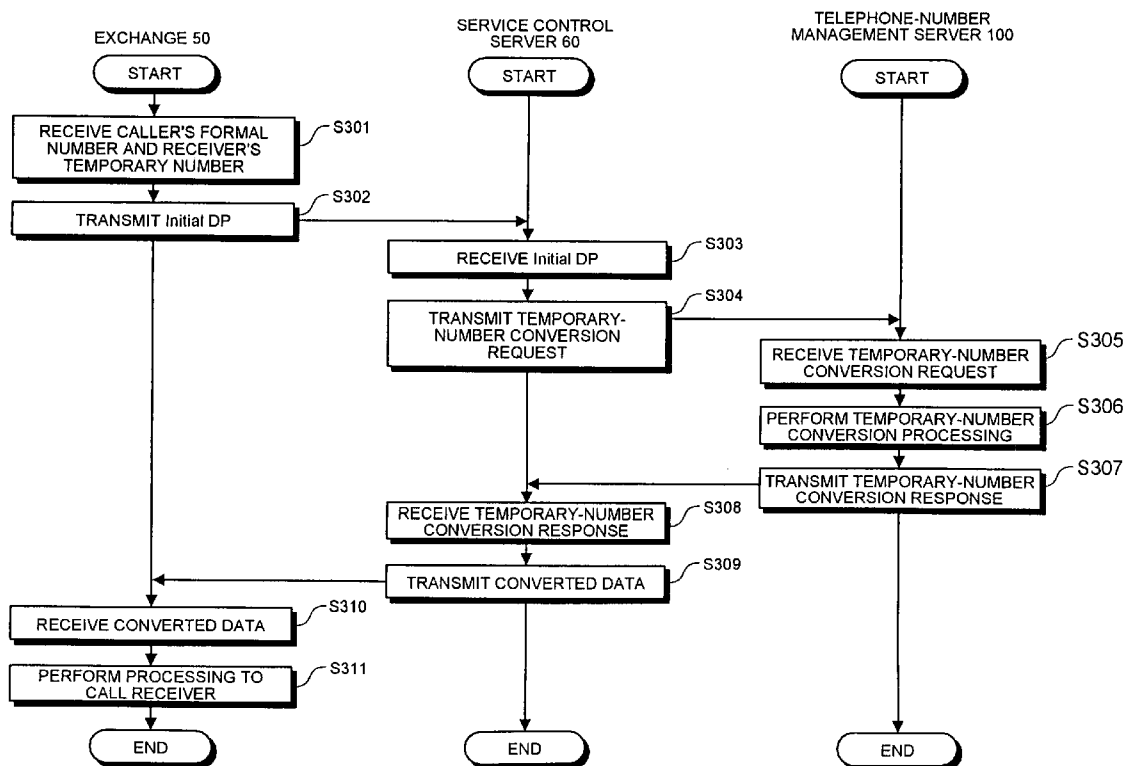 EXCHANGE 50
SERVICE CONTROL
SERVER 60
TELEPHONE-NUMBER
MANAGEMENT SERVER 100
START
START
START
RECEIVE CALLER'S FORMAL
NUMBER AND RECEIVER'S
TEMPORARY NUMBER
S301
TRANSMIT Initial DP
S302
RECEIVE Initial DP
S303
TRANSMIT TEMPORARY-
NUMBER CONVERSION
REQUEST
S304
RECEIVE TEMPORARY-NUMBER
CONVERSION REQUEST
S305
PERFORM TEMPORARY-NUMBER
CONVERSION PROCESSING
S306
TRANSMIT TEMPORARY-NUMBER
CONVERSION RESPONSE
S307
RECEIVE TEMPORARY-NUMBER
CONVERSION RESPONSE
S308
TRANSMIT CONVERTED DATA
S309
RECEIVE CONVERTED DATA
S310
PERFORM PROCESSING TO
CALL RECEIVER
S311
END
END
END